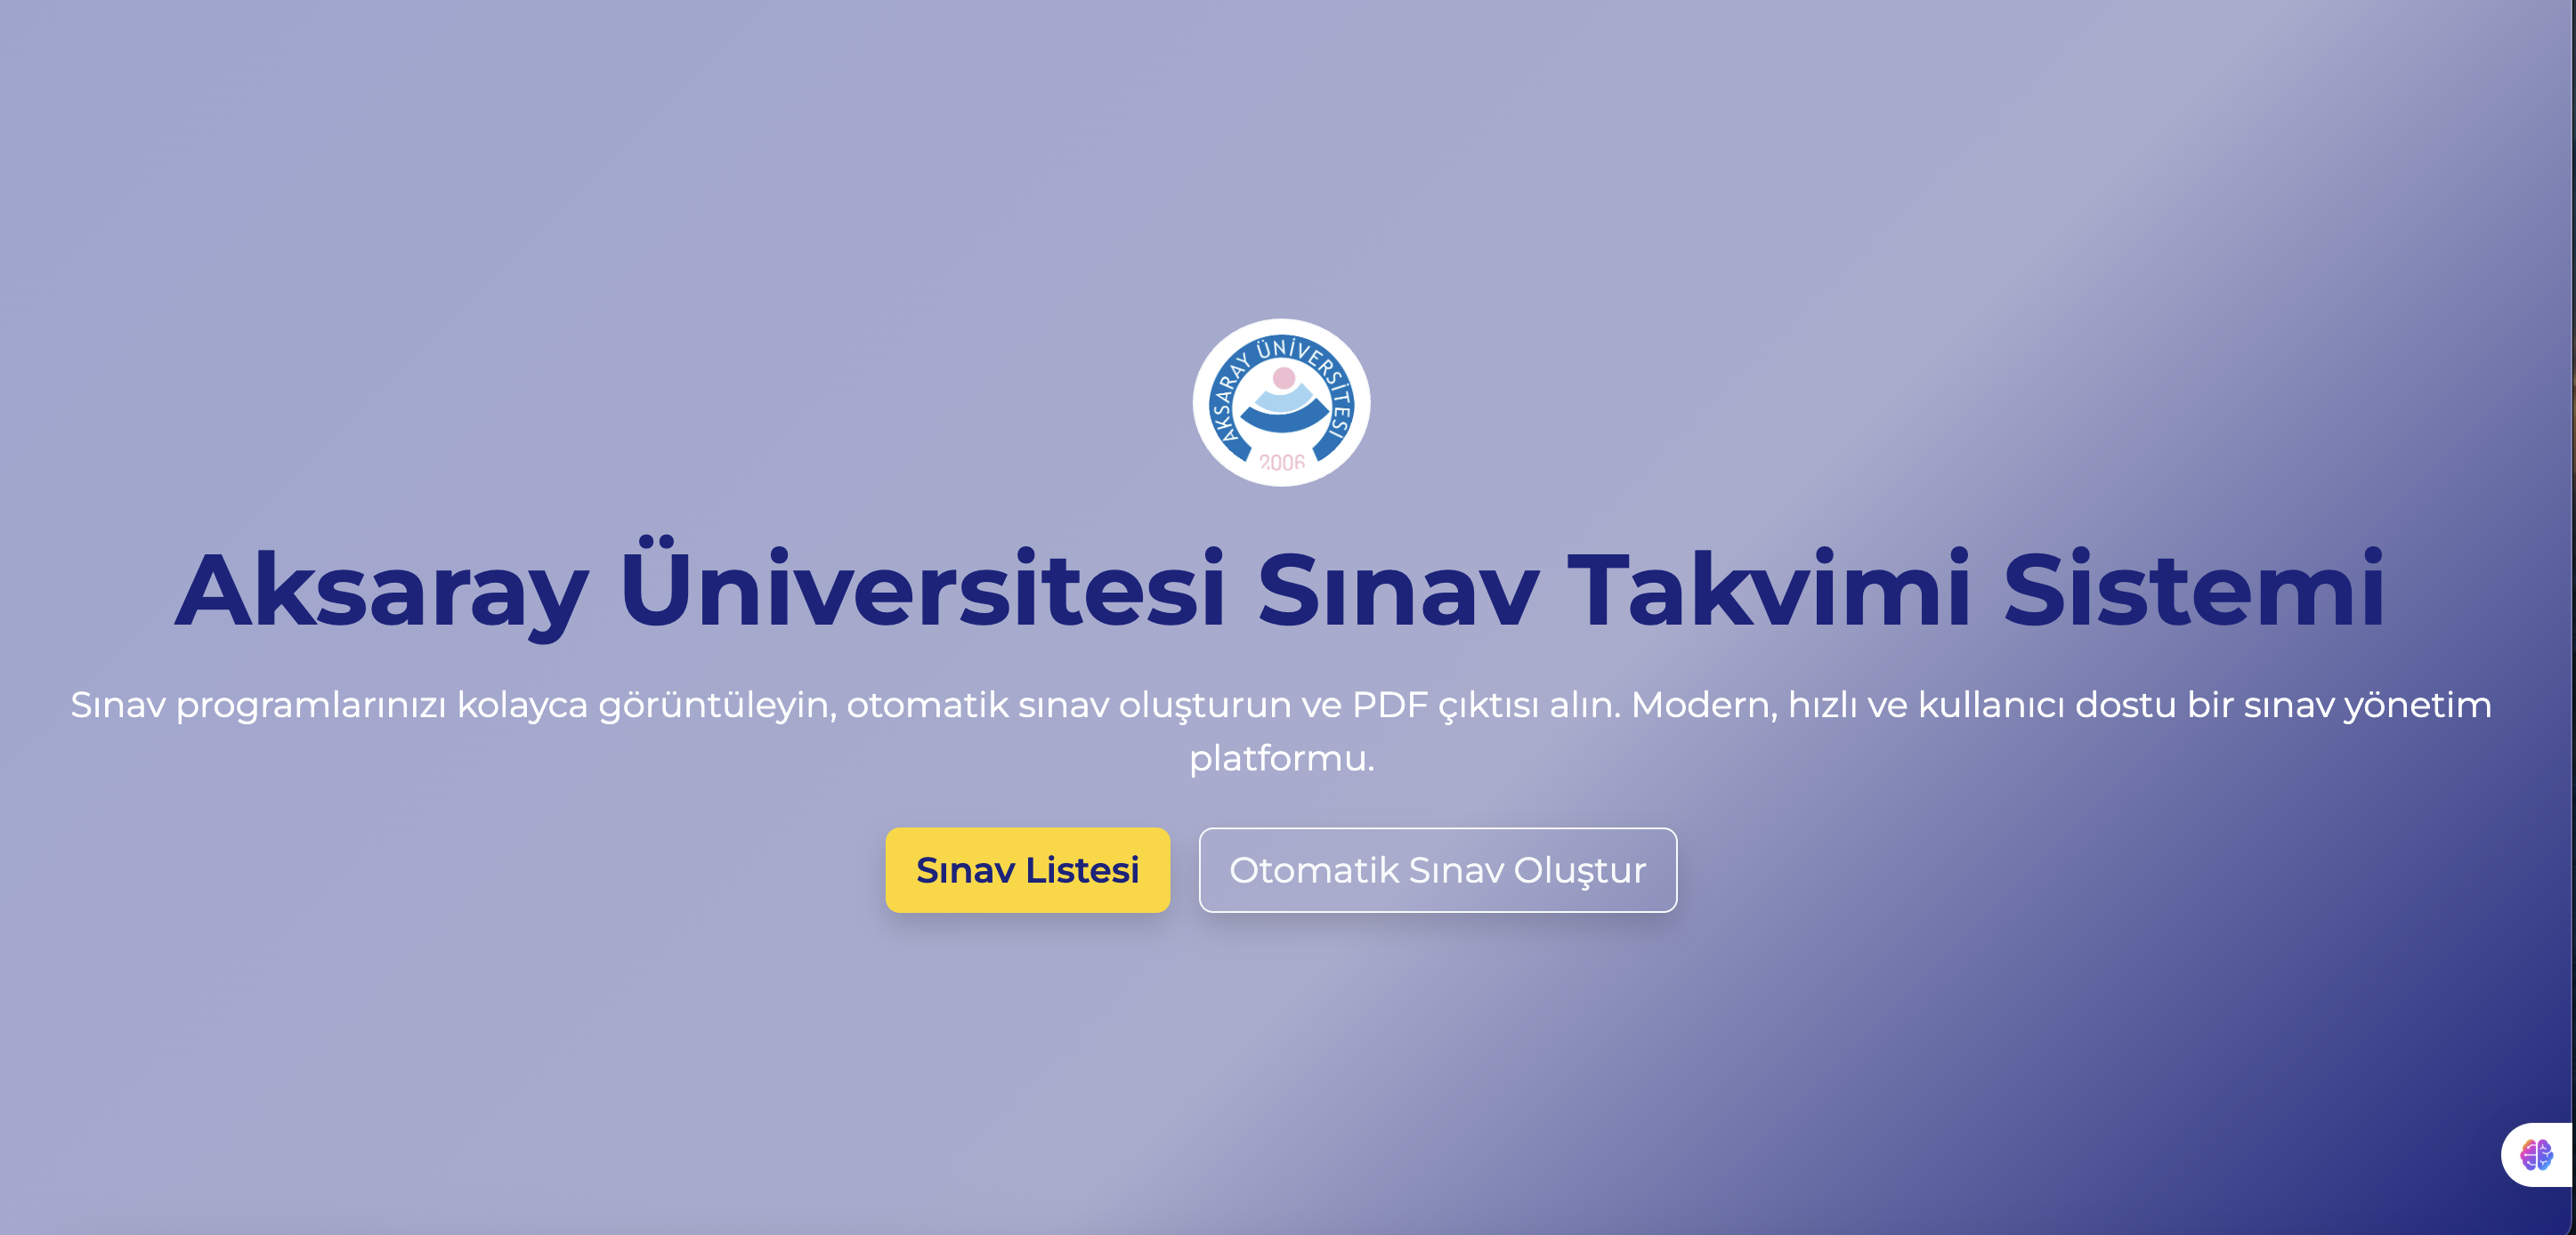 AKSARAY ÜNİVERSİTESİ
2006
Aksaray Üniversitesi Sınav Takvimi Sistemi
Sınav programlarınızı kolayca görüntüleyin, otomatik sınav oluşturun ve PDF çıktısı alın. Modern, hızlı ve kullanıcı dostu bir sınav yönetim
platformu.
Sınav Listesi
Otomatik Sınav Oluştur